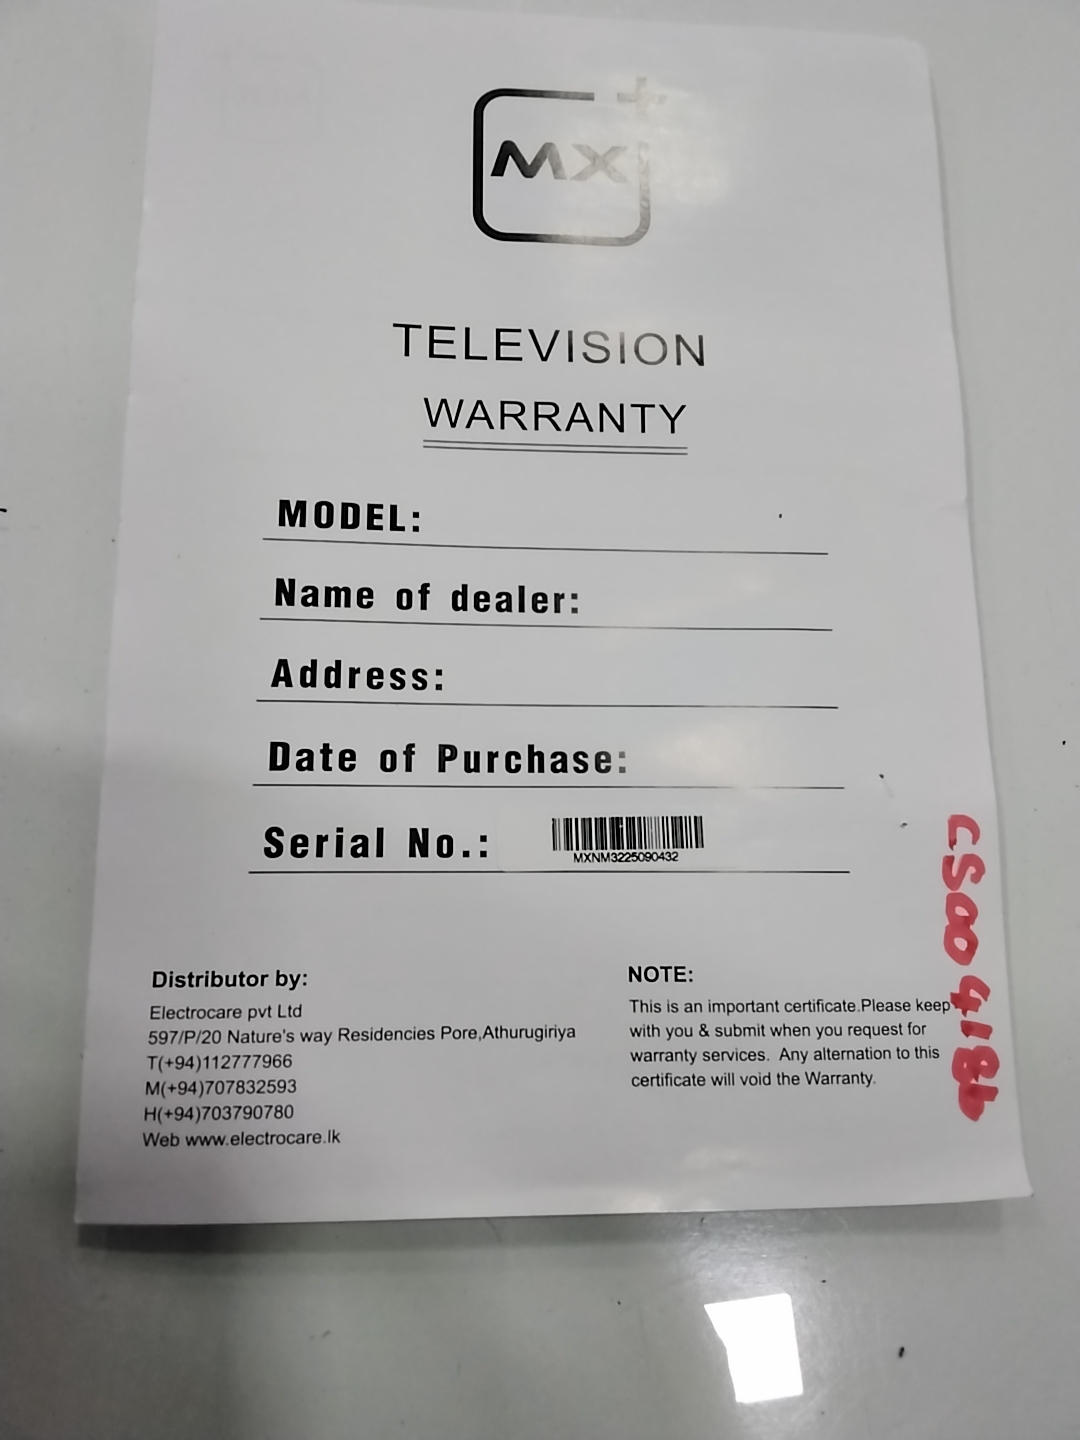 MX+
TELEVISION
WARRANTY
MODEL:
Name of dealer:
Address:
Date of Purchase:
Serial No.:
MXNM3225090432
Distributor by:
Electrocare pvt Ltd
597/P/20 Nature's way Residencies Pore,Athurugiriya
T(+94)112777966
M(+94)707832593
H(+94)703790780
Web www.electrocare.lk
NOTE:
This is an important certificate.Please keep
with you & submit when you request for
warranty services. Any alternation to this
certificate will void the Warranty.